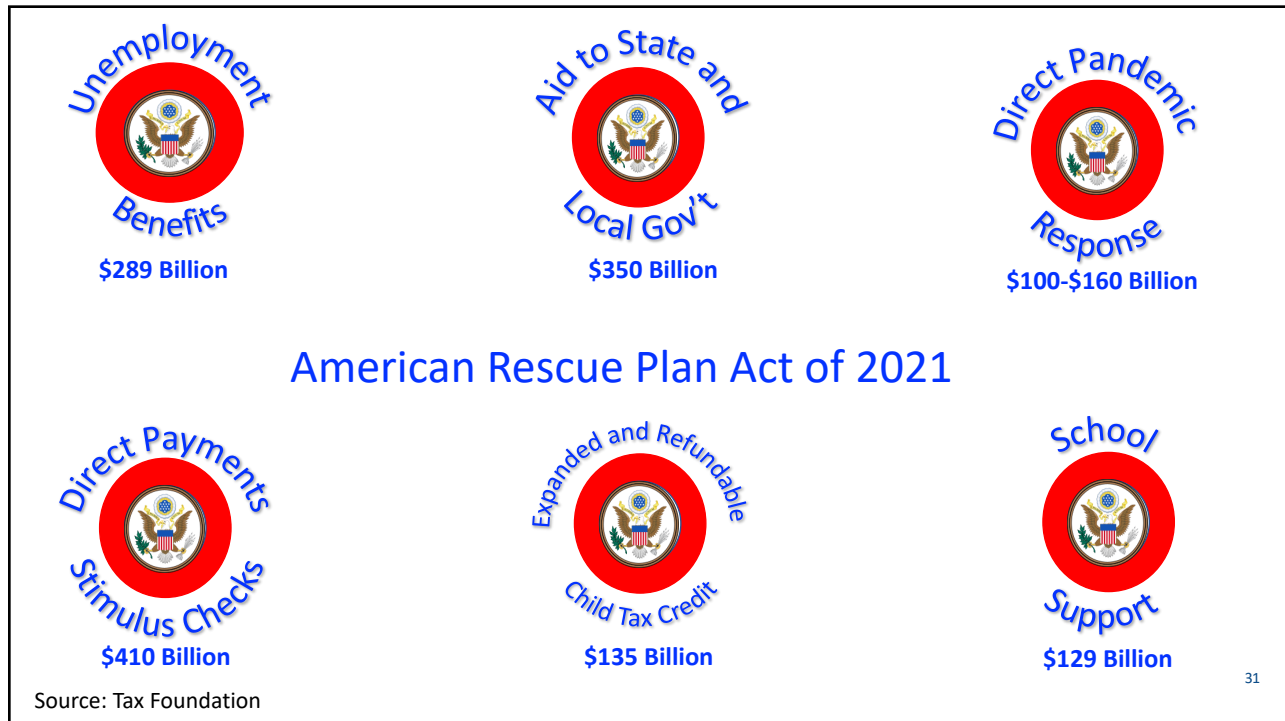 Unemployment
Benefits
$289 Billion
Aid to State and
Local Gov't
$350 Billion
Direct Pandemic
Response
$100-$160 Billion
American Rescue Plan Act of 2021
Direct Payments
Stimulus Checks
$410 Billion
Expanded and Refundable
Child Tax Credit
$135 Billion
School
Support
$129 Billion
31
Source: Tax Foundation